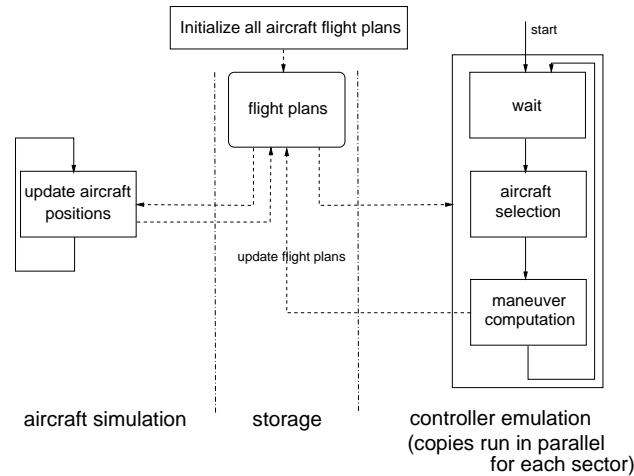 Initialize all aircraft flight plans
start
flight plans
wait
update aircraft
positions
aircraft
selection
update flight plans
maneuver
computation
aircraft simulation
storage
controller emulation
(copies run in parallel
for each sector)